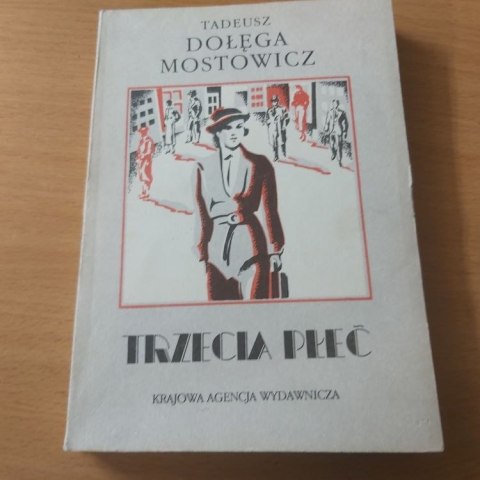 TADEUSZ
DOŁĘGA
MOSTOWICZ
TRZECIA PŁEĆ
KRAJOWA AGENCJA WYDAWNICZA